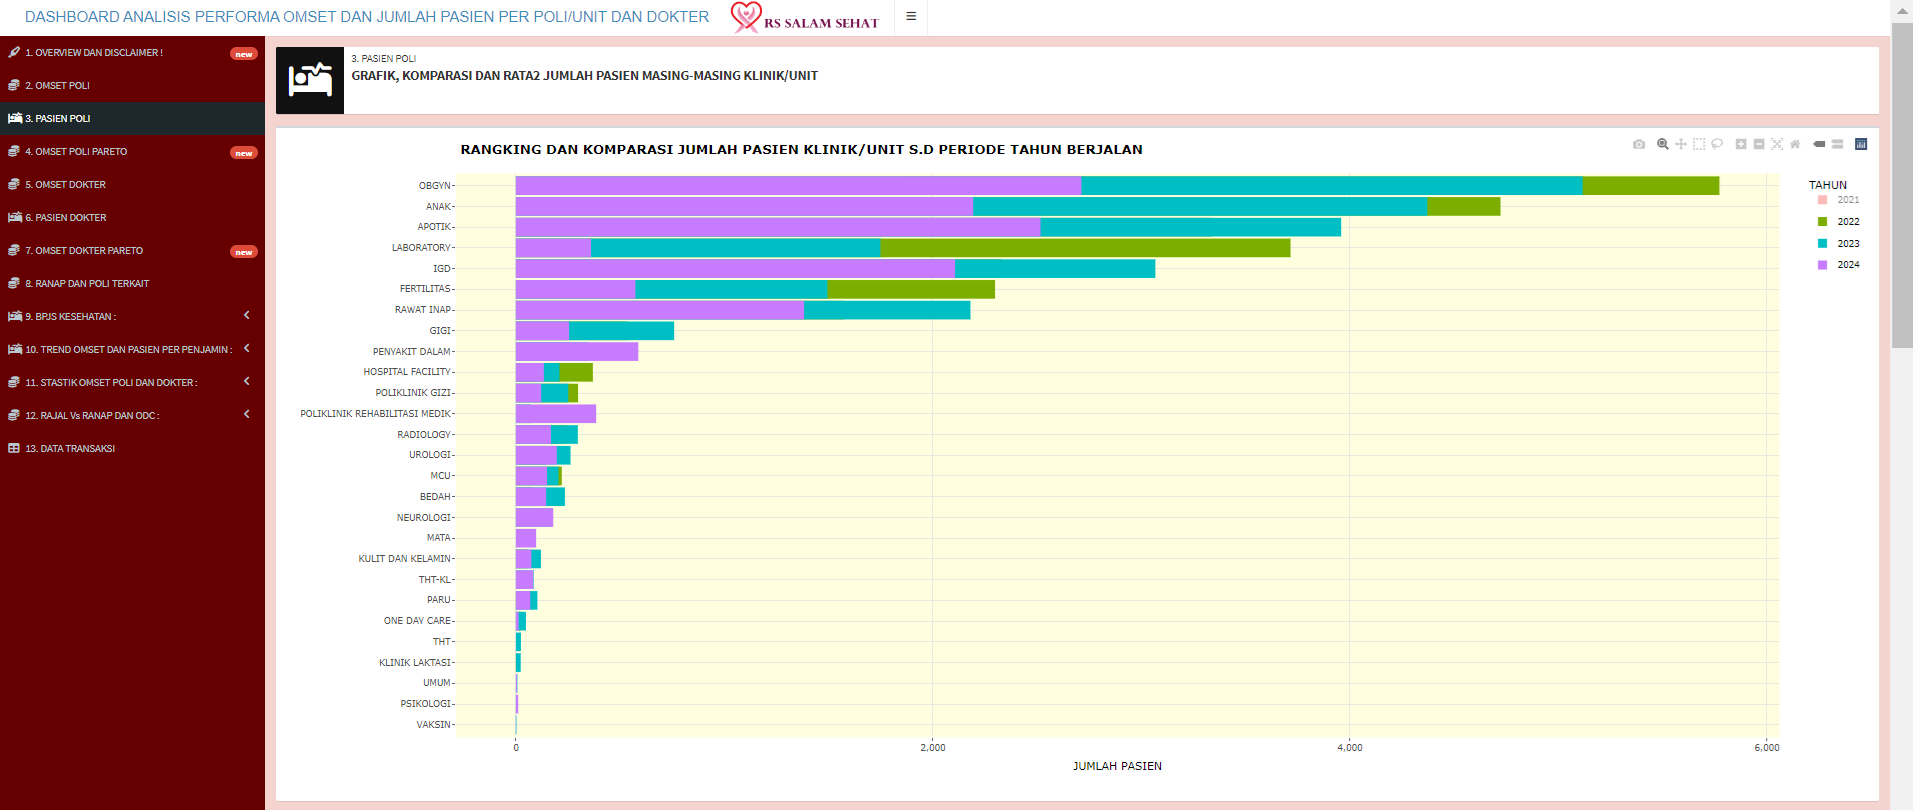 DASHBOARD ANALISIS PERFORMA OMSET DAN JUMLAH PASIEN PER POLI/UNIT DAN DOKTER
RS SALAM SEHAT
1. OVERVIEW DAN DISCLAIMER !
new
2. OMSET POLI
3. PASIEN POLI
4. OMSET POLI PARETO
new
5. OMSET DOKTER
6. PASIEN DOKTER
7. OMSET DOKTER PARETO
new
8. RANAP DAN POLI TERKAIT
9. BPJS KESEHATAN :
10. TREND OMSET DAN PASIEN PER PENJAMIN :
11. STASTIK OMSET POLI DAN DOKTER :
12. RAJAL Vs RANAP DAN ODC :
13. DATA TRANSAKSI
3. PASIEN POLI
GRAFIK, KOMPARASI DAN RATA2 JUMLAH PASIEN MASING-MASING KLINIK/UNIT
RANGKING DAN KOMPARASI JUMLAH PASIEN KLINIK/UNIT S.D PERIODE TAHUN BERJALAN
OBGYN
ANAK
APOTIK
LABORATORY
IGD
FERTILITAS
RAWAT INAP
GIGI
PENYAKIT DALAM
HOSPITAL FACILITY
POLIKLINIK GIZI
POLIKLINIK REHABILITASI MEDIK
RADIOLOGY
UROLOGI
MCU
BEDAH
NEUROLOGI
MATA
KULIT DAN KELAMIN
THT-KL
PARU
ONE DAY CARE
THT
KLINIK LAKTASI
UMUM
PSIKOLOGI
VAKSIN
0
2,000
4,000
6,000
JUMLAH PASIEN
TAHUN
2021
2022
2023
2024